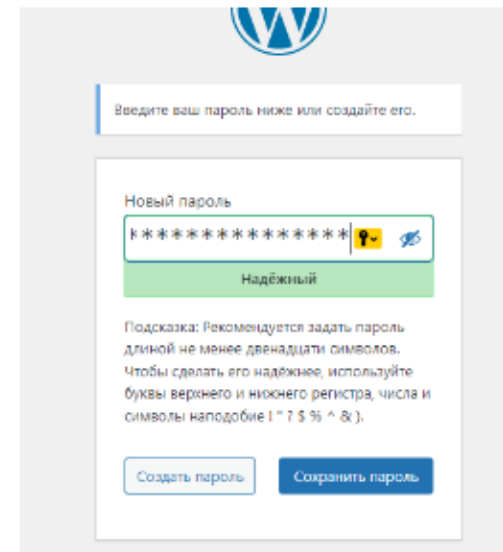 Введите ваш пароль ниже или создайте его.
Новый пароль
***************
Надёжный
Подсказка: Рекомендуется задать пароль
длиной не менее двенадцати символов.
Чтобы сделать его надёжнее, используйте
буквы верхнего и нижнего регистра, числа и
символы наподобие ! " ? $ % ^ & ).
Создать пароль
Сохранить пароль